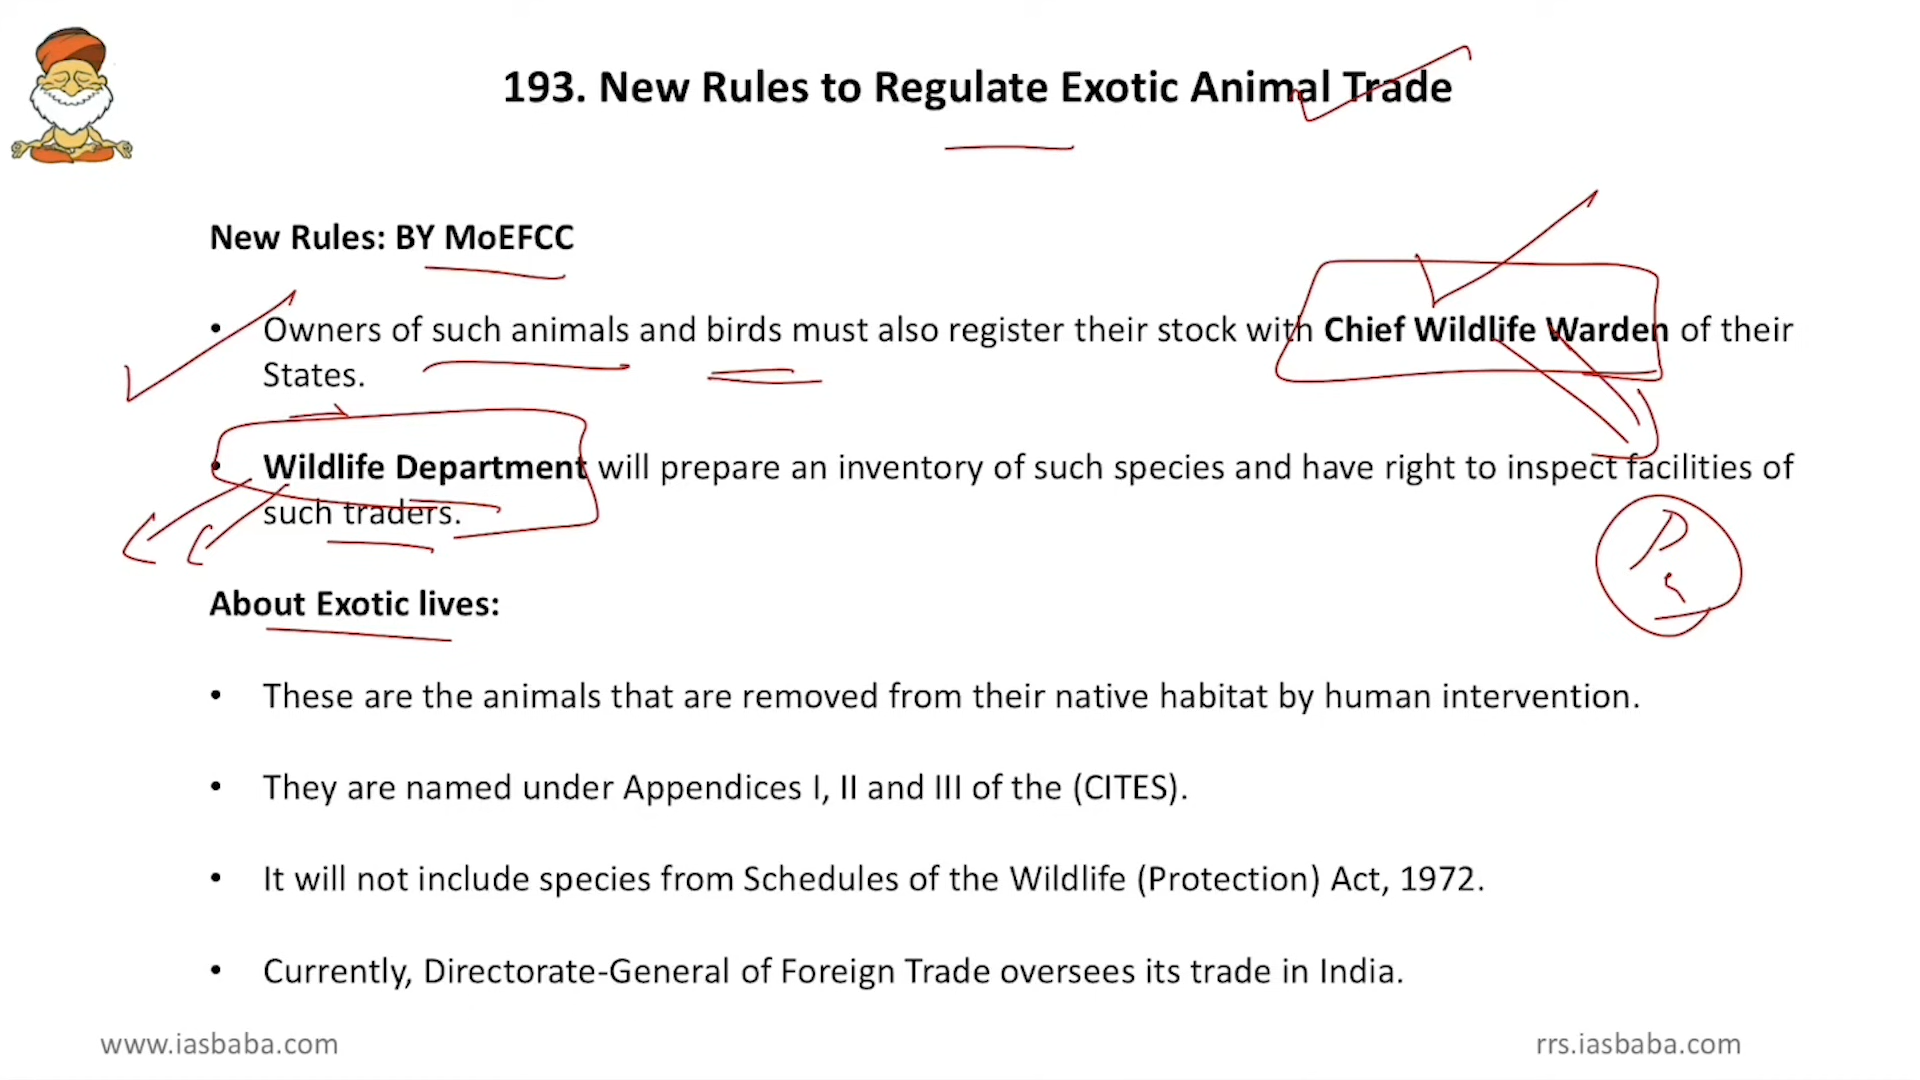 193. New Rules to Regulate Exotic Animal Trade
New Rules: BY MoEFCC
• Owners of such animals and birds must also register their stock with Chief Wildlife Warden of their
States.
• Wildlife Department will prepare an inventory of such species and have right to inspect facilities of
such traders.
About Exotic lives:
• These are the animals that are removed from their native habitat by human intervention.
• They are named under Appendices I, II and III of the (CITES).
• It will not include species from Schedules of the Wildlife (Protection) Act, 1972.
• Currently, Directorate-General of Foreign Trade oversees its trade in India.
www.iasbaba.com
rrs.iasbaba.com